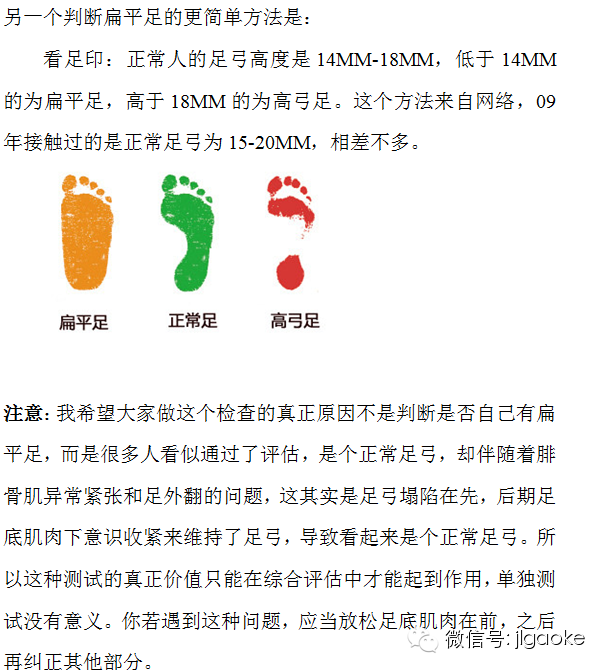 另一个判断扁平足的更简单方法是：
看足印：正常人的足弓高度是 14MM-18MM，低于 14MM
的为扁平足，高于 18MM 的为高弓足。这个方法来自网络，09
年接触过的是正常足弓为 15-20MM，相差不多。
扁平足 正常足 高弓足
注意：我希望大家做这个检查的真正原因不是判断是否自己有扁
平足，而是很多人看似通过了评估，是个正常足弓，却伴随着腓
骨肌异常紧张和足外翻的问题，这其实是足弓塌陷在先，后期足
底肌肉下意识收紧来维持了足弓，导致看起来是个正常足弓。所
以这种测试的真正价值只能在综合评估中才能起到作用，单独测
试没有意义。你若遇到这种问题，应当放松足底肌肉在前，之后
再纠正其他部分。
微信号: jlgaoke